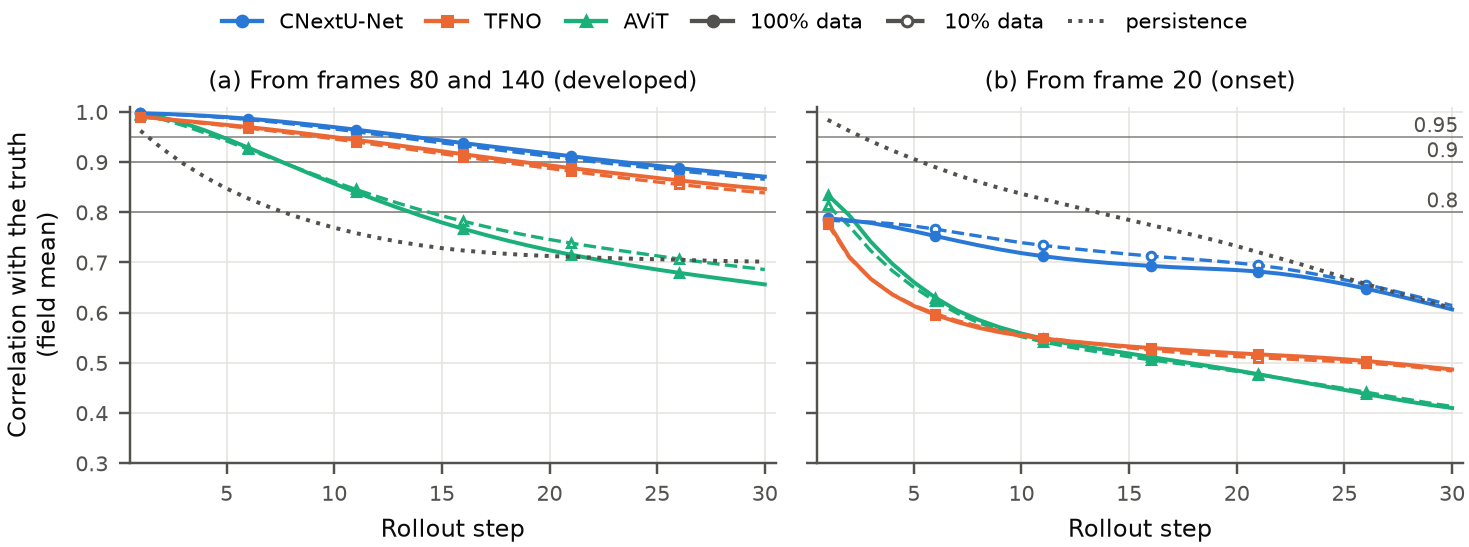 CNextU-Net TFNO AViT 100% data 10% data persistence
(a) From frames 80 and 140 (developed)
(b) From frame 20 (onset)
Correlation with the truth
(field mean)
1.0
0.9
0.8
0.7
0.6
0.5
0.4
0.3
0.95
0.9
0.8
5 10 15 20 25 30
5 10 15 20 25 30
Rollout step
Rollout step